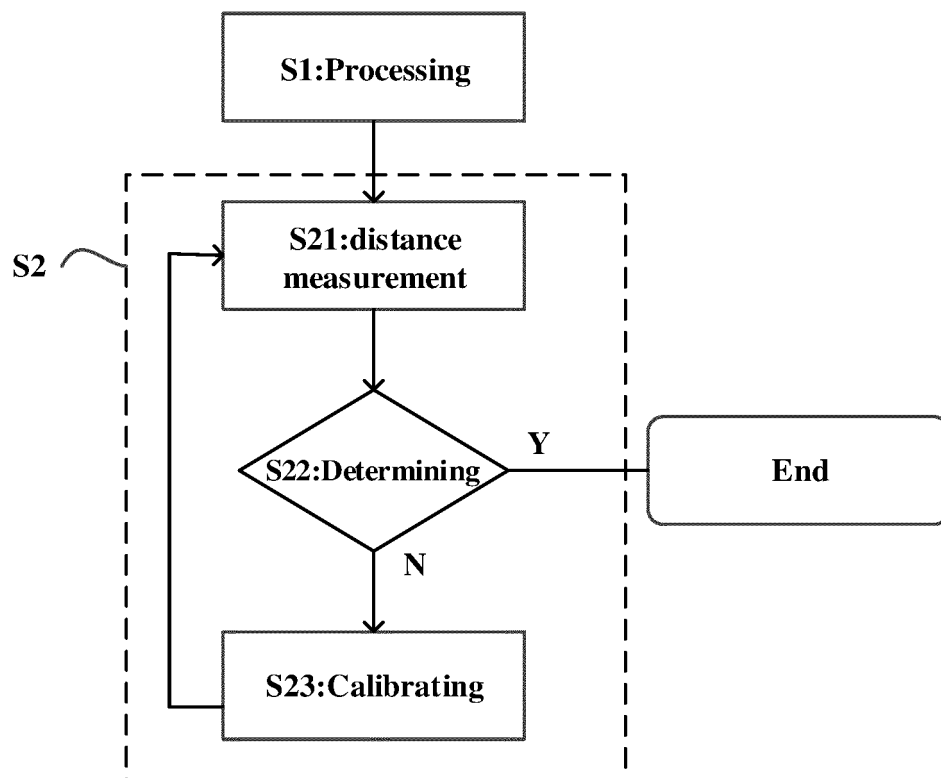 S1:Processing
S2
S21:distance
measurement
S22:Determining
Y
End
N
S23:Calibrating